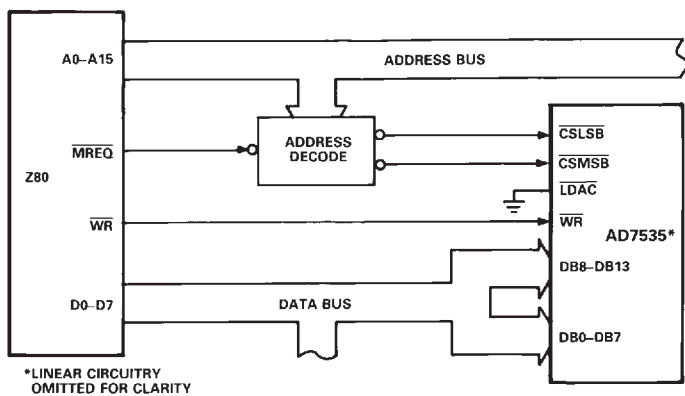 A0–A15
ADDRESS BUS
ADDRESS
DECODE
CSLSB
MREQ
CSMSB
Z80
LDAC
WR
WR
AD7535*
DB8–DB13
D0–D7
DATA BUS
DB0–DB7
*LINEAR CIRCUITRY
OMITTED FOR CLARITY